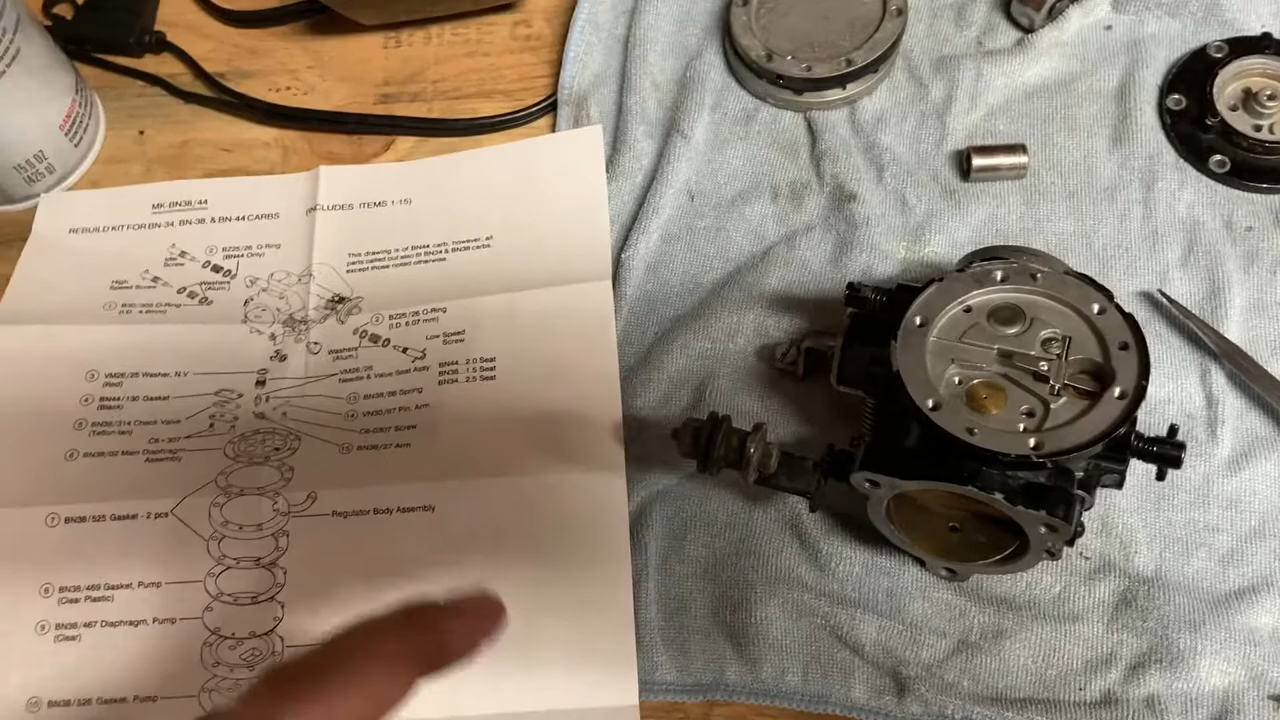 BOISE C
DANGER
15.0 OZ
(425 g)
MK-BN38/44
(INCLUDES ITEMS 1-15)
REBUILD KIT FOR BN-34, BN-38, & BN-44 CARBS
This drawing is of BN44 carb, however, all
parts called out also fit BN34 & BN38 carbs.
except those noted otherwise.
Idle
Screw
2 BZ25/26 O-Ring
(BN44 Only)
High
Speed Screw
Washers
(Alum.)
1 B30/305 O-Ring
(I.D. 4.8mm)
2 BZ25/26 O-Ring
(I.D. 6.07 mm)
Low Speed
Screw
Washers
(Alum.)
BN44...2.0 Seat
BN38...1.5 Seat
BN34...2.5 Seat
3 VM26/25 Washer, N.V
(Red)
VM26/26
Needle & Valve Seat Assy
4 BN44/130 Gasket
(Black)
13 BN38/86 Spring
5 BN38/314 Check Valve
(Teflon-tan)
14 VN30/87 Pin, Arm
C6-0307 Screw
C6-307
6 BN38/02 Main Diaphragm
Assembly
15 BN38/27 Arm
7 BN38/525 Gasket - 2 pcs
Regulator Body Assembly
8 BN38/469 Gasket, Pump
(Clear Plastic)
9 BN38/467 Diaphragm, Pump
(Clear)
10 BN38/526 Gasket, Pump